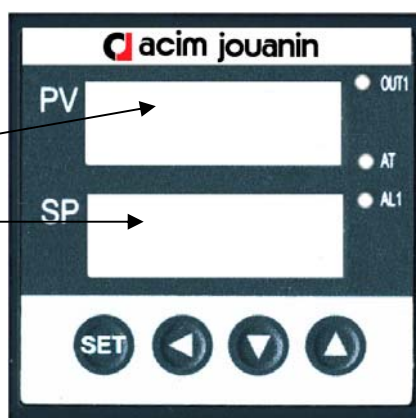 acim jouanin
PV
OUT1
AT
SP
AL1
SET